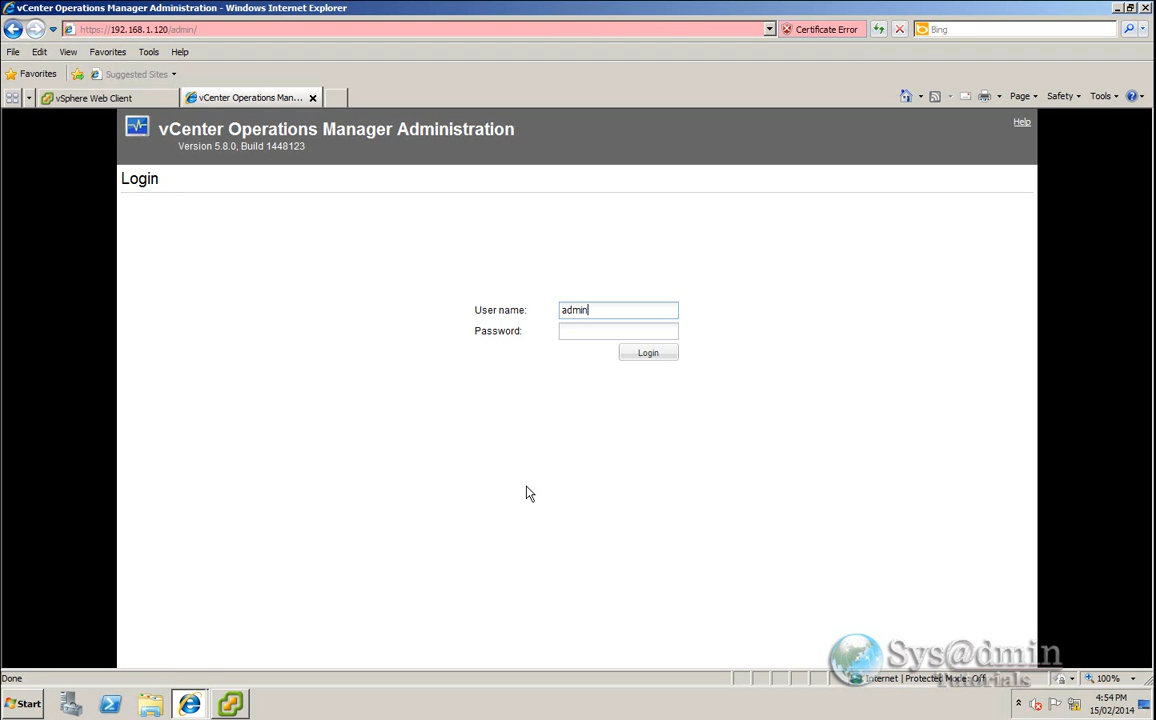 vCenter Operations Manager Administration - Windows Internet Explorer
https://192.168.1.120/admin/
Certificate Error
Bing
File Edit View Favorites Tools Help
Favorites
Suggested Sites
vSphere Web Client
vCenter Operations Man...
Page
Safety
Tools
vCenter Operations Manager Administration
Help
Version 5.8.0, Build 1448123
Login
User name:
admin
Password:
Login
Sys@dmin
Tutorials
Done
Internet | Protected Mode: Off
100%
Start
4:54 PM
15/02/2014